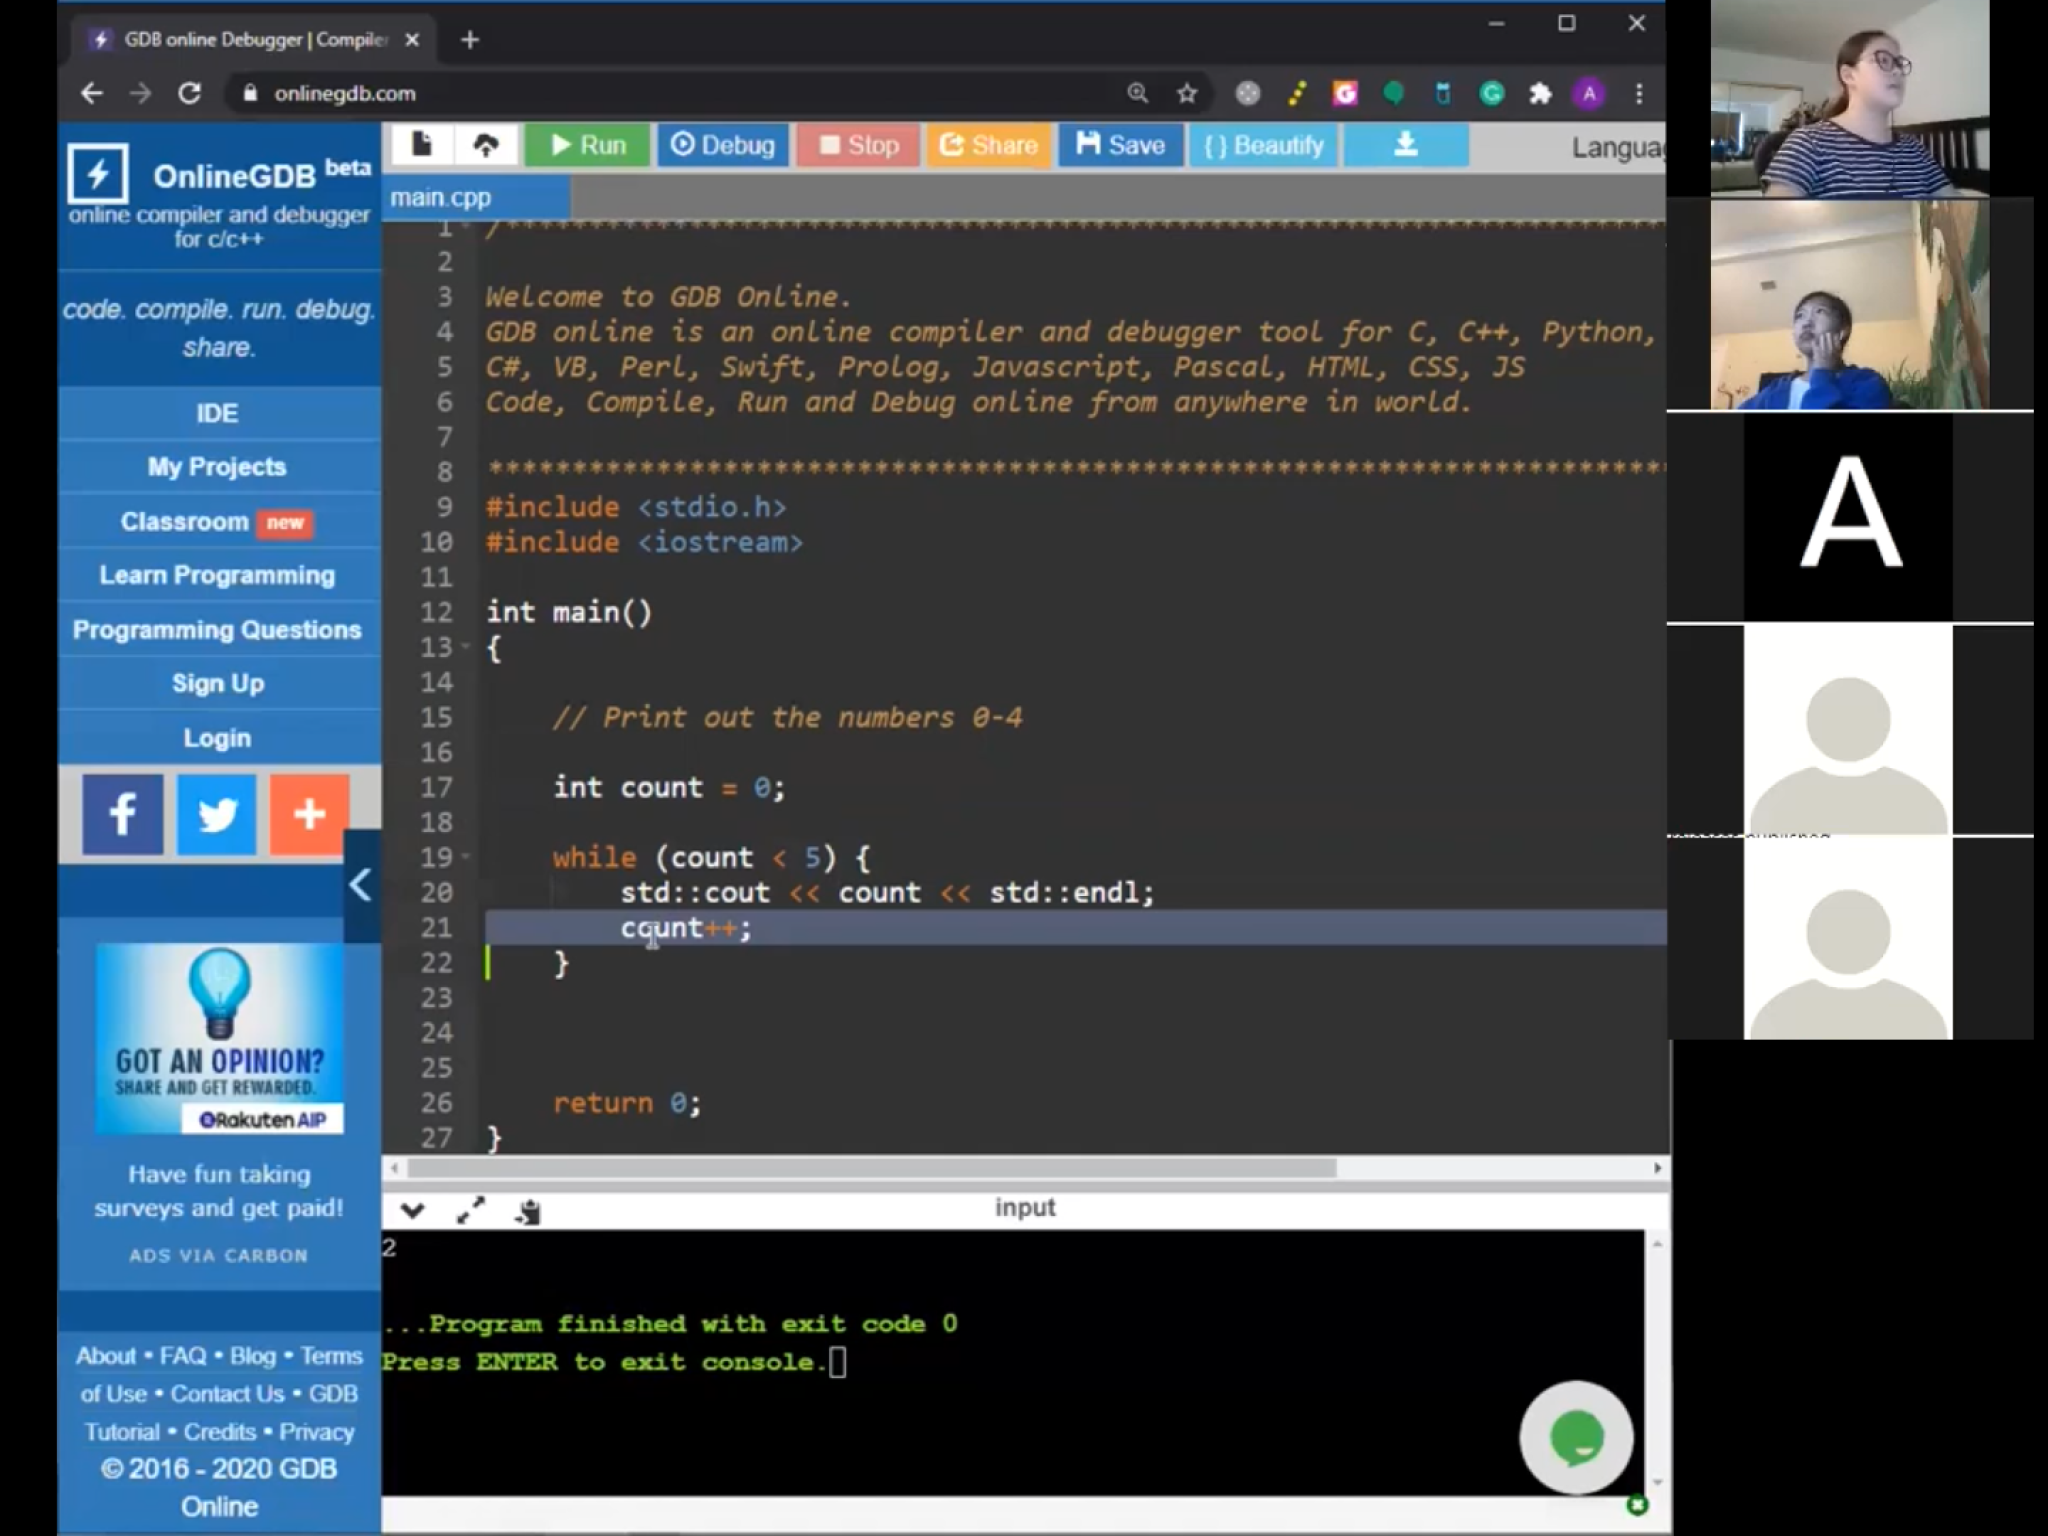 GDB online Debugger | Compiler
onlinegdb.com
A
OnlineGDB beta
online compiler and debugger
for c/c++
code. compile. run. debug.
share.
IDE
My Projects
Classroom new
Learn Programming
Programming Questions
Sign Up
Login
GOT AN OPINION?
SHARE AND GET REWARDED.
Rakuten AIP
Have fun taking
surveys and get paid!
ADS VIA CARBON
About • FAQ • Blog • Terms
of Use • Contact Us • GDB
Tutorial • Credits • Privacy
© 2016 - 2020 GDB
Online
Run Debug Stop Share Save {} Beautify Languag
main.cpp
1 /**********************************************************************
2
3 Welcome to GDB Online.
4 GDB online is an online compiler and debugger tool for C, C++, Python,
5 C#, VB, Perl, Swift, Prolog, Javascript, Pascal, HTML, CSS, JS
6 Code, Compile, Run and Debug online from anywhere in world.
7
8 **********************************************************************
9 #include <stdio.h>
10 #include <iostream>
11
12 int main()
13 {
14
15 // Print out the numbers 0-4
16
17 int count = 0;
18
19 while (count < 5) {
20 std::cout << count << std::endl;
21 count++;
22 }
23
24
25
26 return 0;
27 }
input
2
...Program finished with exit code 0
Press ENTER to exit console.
A